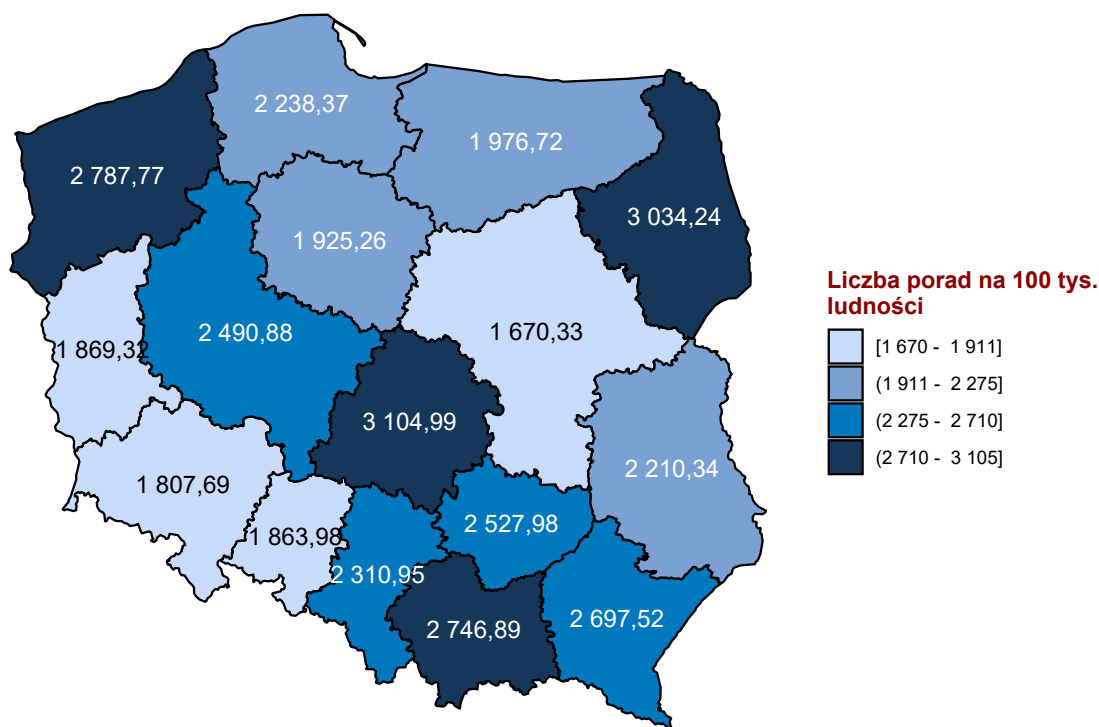 2 238,37
1 976,72
2 787,77
3 034,24
1 925,26
1 670,33
2 490,88
1 869,32
3 104,99
2 210,34
1 807,69
2 527,98
1 863,98
2 310,95
2 697,52
2 746,89
Liczba porad na 100 tys.
ludności
[1 670 - 1 911]
(1 911 - 2 275]
(2 275 - 2 710]
(2 710 - 3 105]